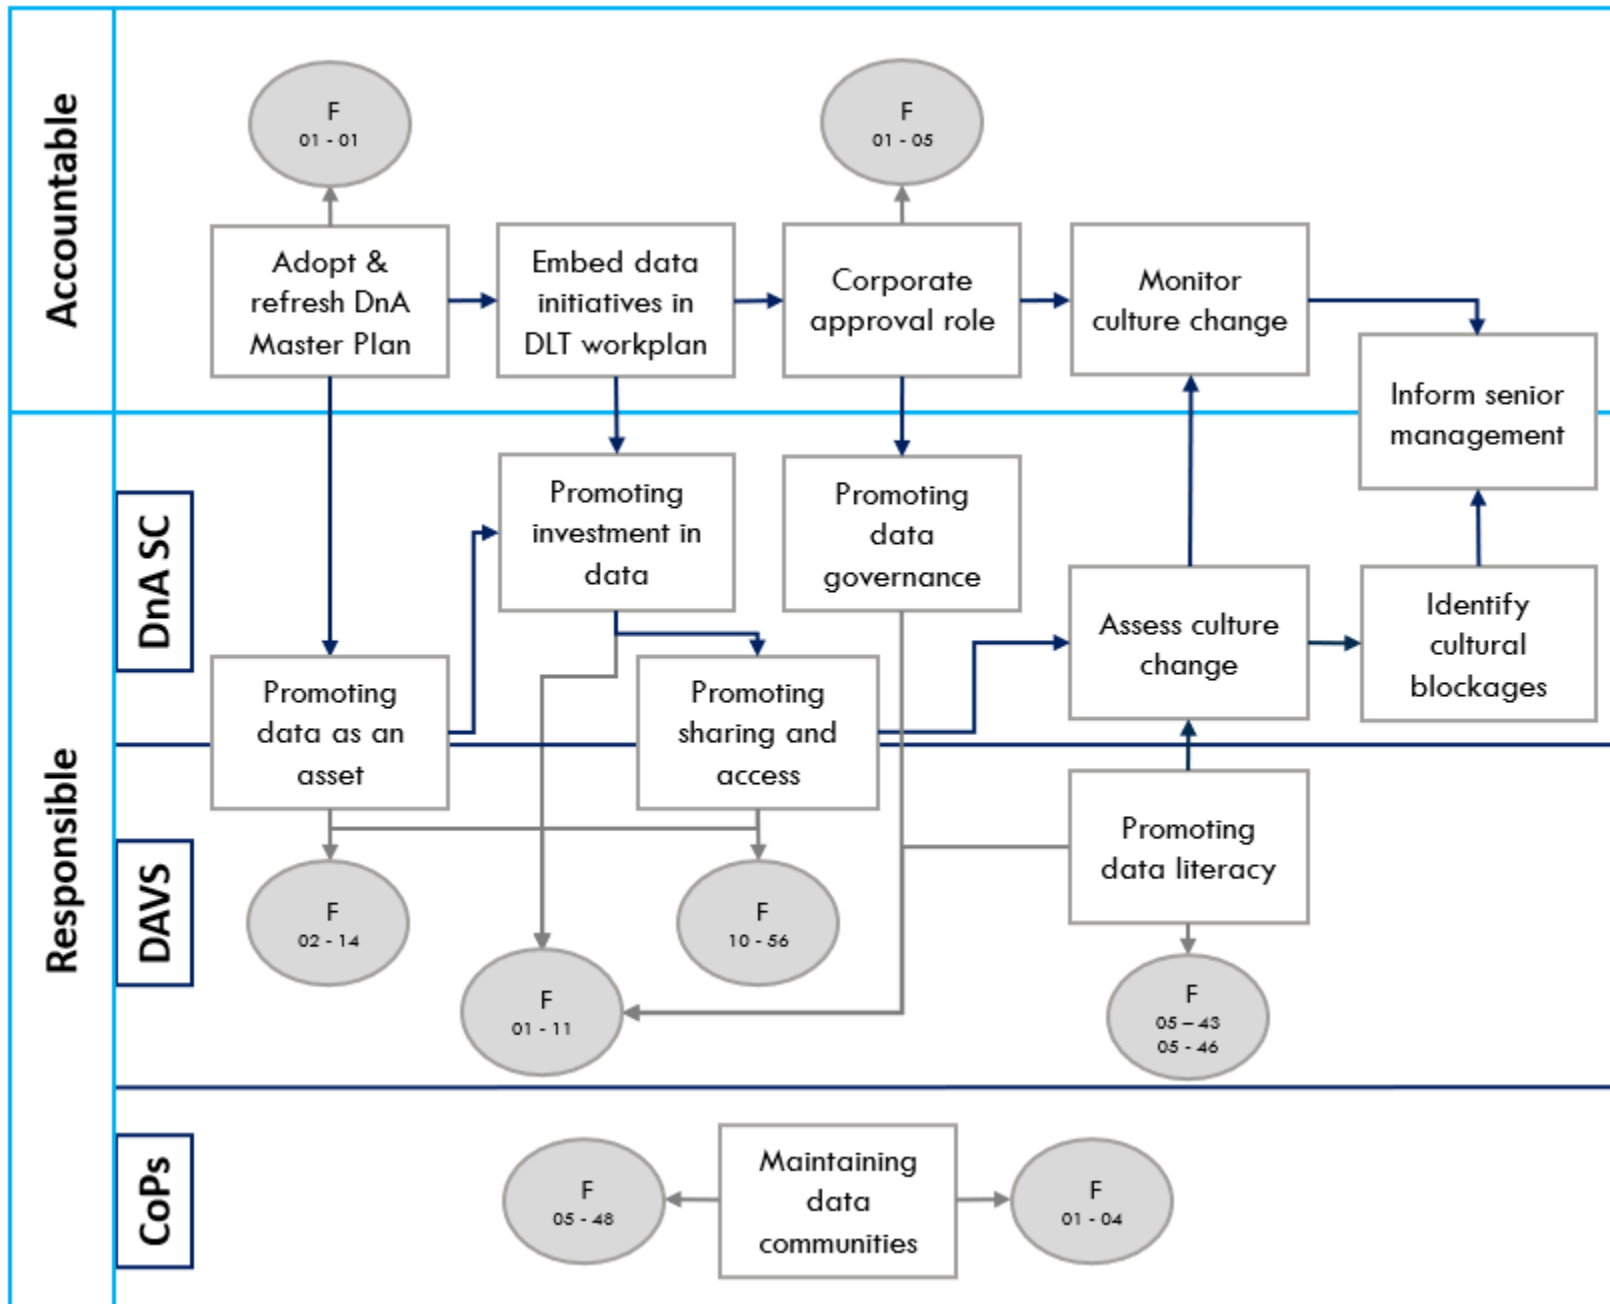 Accountable
F
01 - 01
F
01 - 05
Adopt &
refresh DnA
Master Plan
Embed data
initiatives in
DLT workplan
Corporate
approval role
Monitor
culture change
Inform senior
management
Responsible
DnA SC
Promoting
investment in
data
Promoting
data
governance
Assess culture
change
Identify
cultural
blockages
Promoting
data as an
asset
Promoting
sharing and
access
DAVS
Promoting
data literacy
F
02 - 14
F
10 - 56
F
01 - 11
F
05 – 43
05 - 46
CoPs
F
05 - 48
Maintaining
data
communities
F
01 - 04